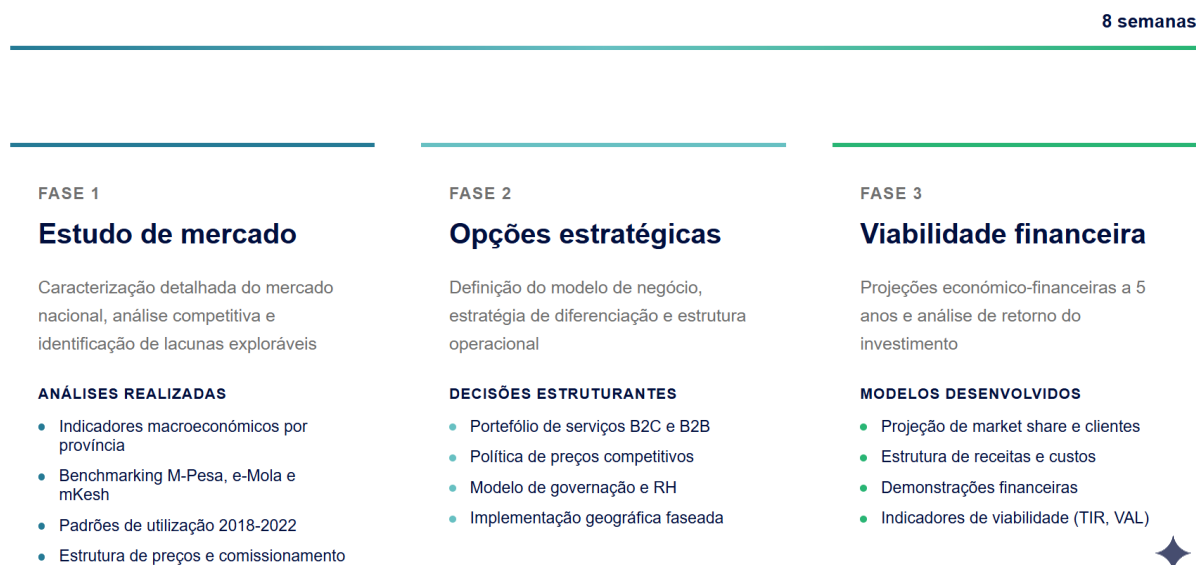 8 semanas
FASE 1
Estudo de mercado
Caracterização detalhada do mercado
nacional, análise competitiva e
identificação de lacunas exploráveis
ANÁLISES REALIZADAS
Indicadores macroeconómicos por
província
Benchmarking M-Pesa, e-Mola e
mKesh
Padrões de utilização 2018-2022
Estrutura de preços e comissionamento
FASE 2
Opções estratégicas
Definição do modelo de negócio,
estratégia de diferenciação e estrutura
operacional
DECISÕES ESTRUTURANTES
Portefólio de serviços B2C e B2B
Política de preços competitivos
Modelo de governação e RH
Implementação geográfica faseada
FASE 3
Viabilidade financeira
Projeções económico-financeiras a 5
anos e análise de retorno do
investimento
MODELOS DESENVOLVIDOS
Projeção de market share e clientes
Estrutura de receitas e custos
Demonstrações financeiras
Indicadores de viabilidade (TIR, VAL)